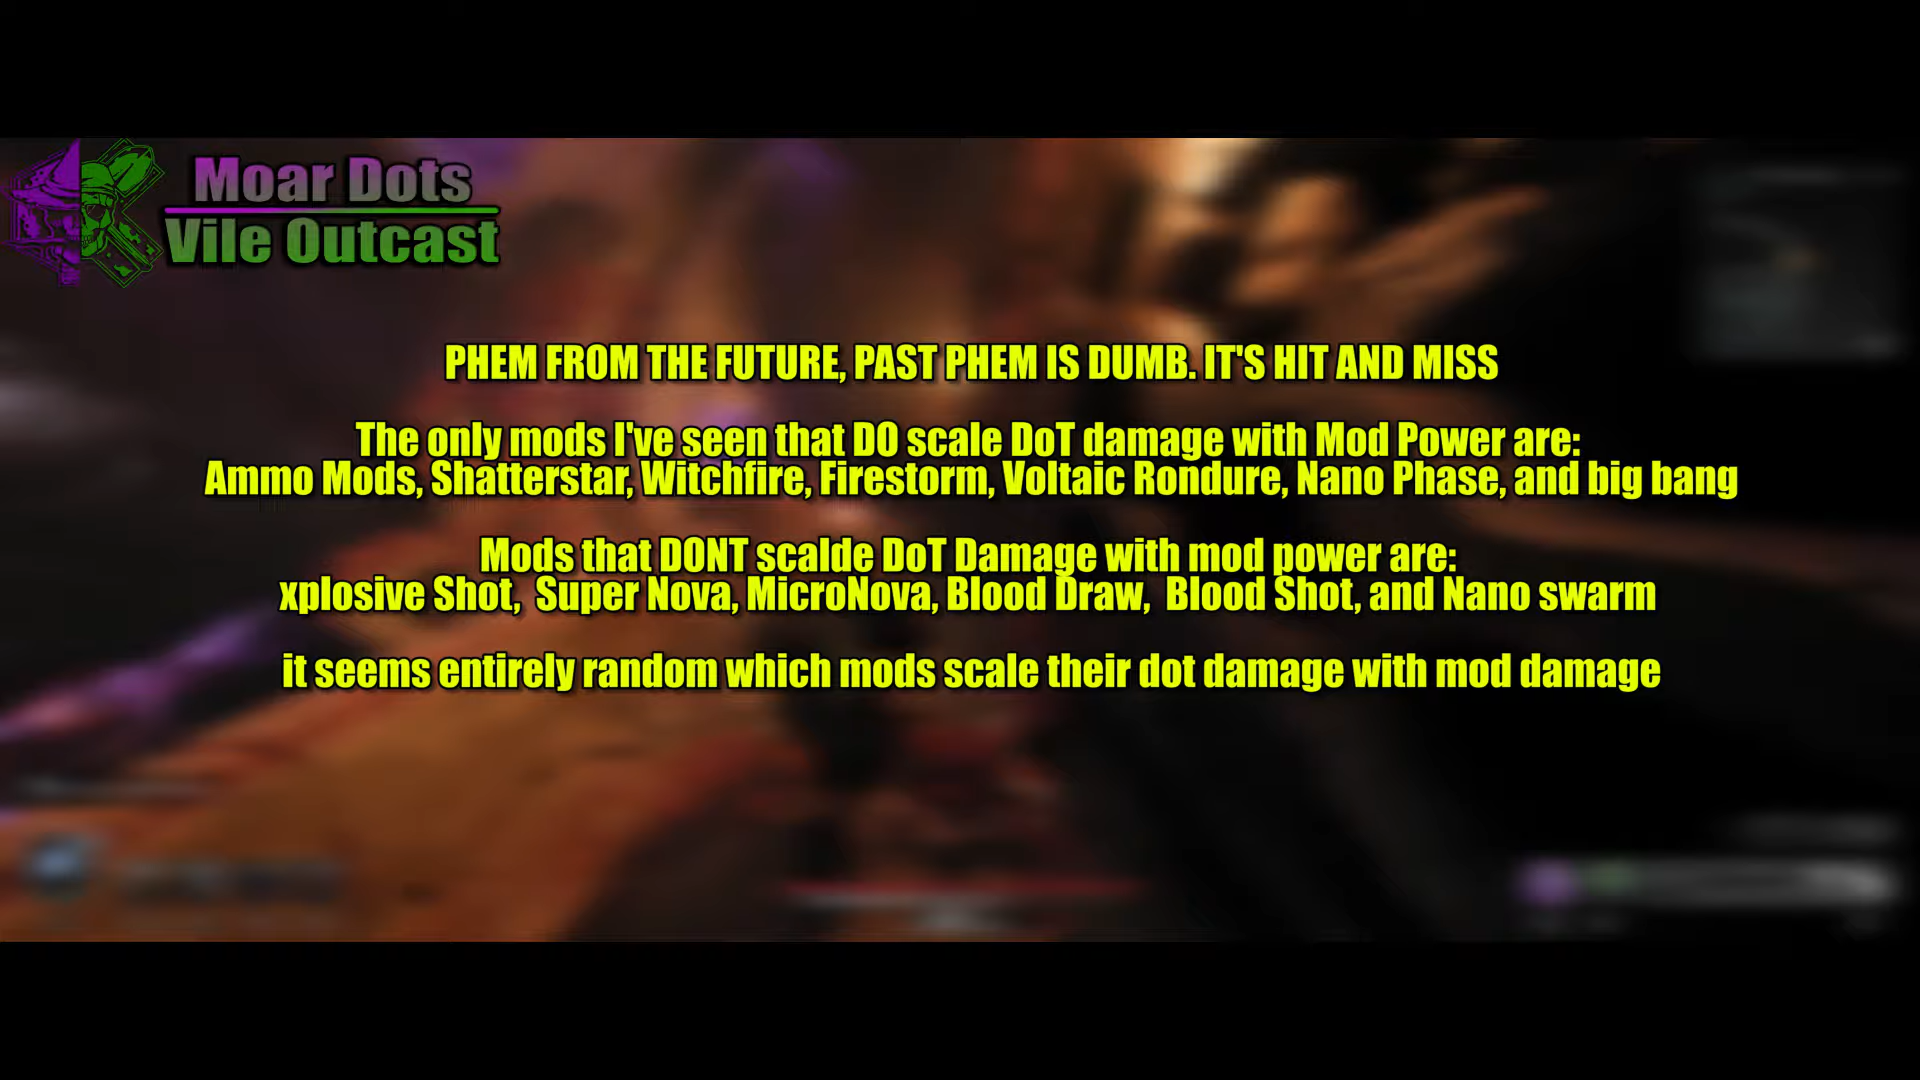 Moar Dots
Vile Outcast
PHEM FROM THE FUTURE, PAST PHEM IS DUMB. IT'S HIT AND MISS
The only mods I've seen that DO scale DoT damage with Mod Power are:
Ammo Mods, Shatterstar, Witchfire, Firestorm, Voltaic Rondure, Nano Phase, and big bang
Mods that DONT scalde DoT Damage with mod power are:
xplosive Shot,  Super Nova, MicroNova, Blood Draw,  Blood Shot, and Nano swarm
it seems entirely random which mods scale their dot damage with mod damage